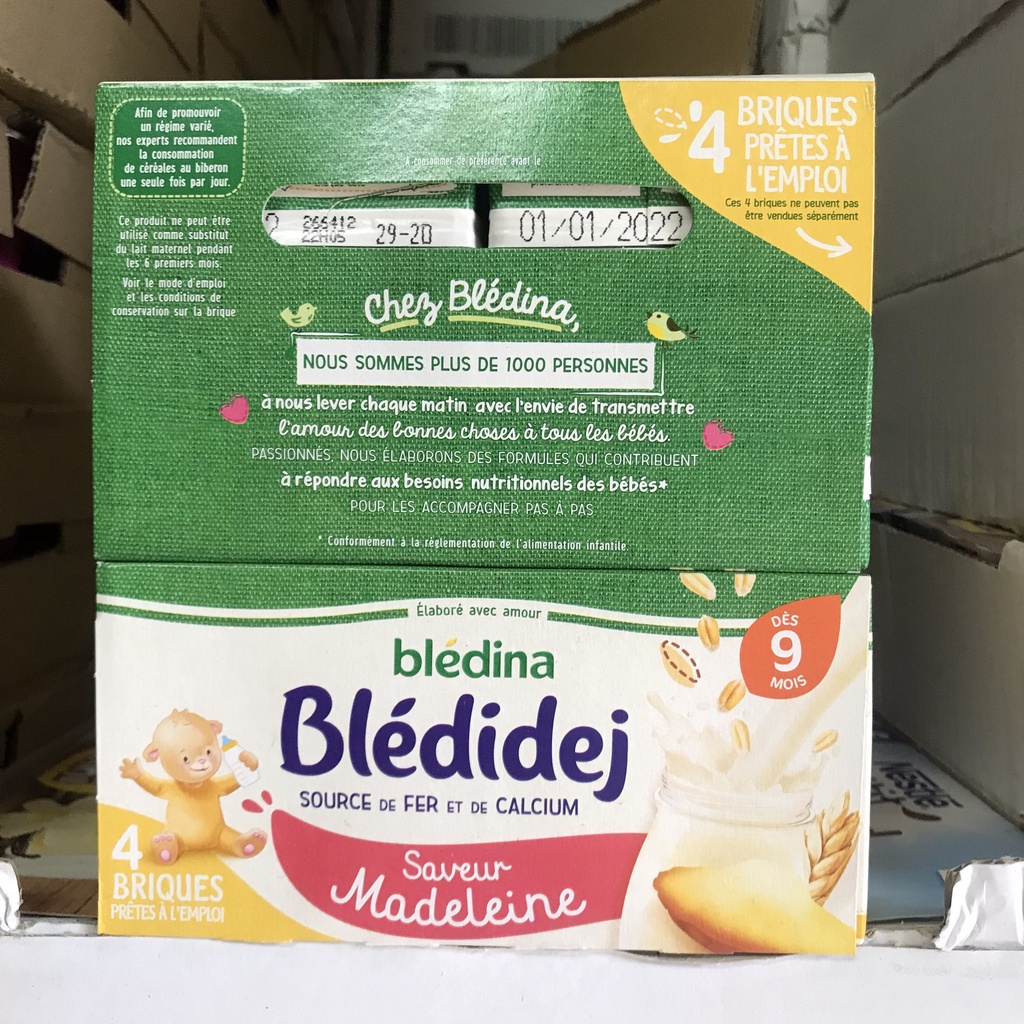 Afin de promouvoir
un régime varié,
nos experts recommandent
la consommation
de céréales au biberon
une seule fois par jour.
Ce produit ne peut être
utilisé comme substitut
du lait maternel pendant
les 6 premiers mois.
Voir le mode d'emploi
et les conditions de
conservation sur la brique
A consommer de préférence avant le
2 266412 29-20 01/01/2022
4 BRIQUES
PRÊTES À
L'EMPLOI
Ces 4 briques ne peuvent pas
être vendues séparément
Chez Blédina,
NOUS SOMMES PLUS DE 1000 PERSONNES
à nous lever chaque matin avec l'envie de transmettre
l'amour des bonnes choses à tous les bébés.
PASSIONNÉS, NOUS ÉLABORONS DES FORMULES QUI CONTRIBUENT
à répondre aux besoins nutritionnels des bébés*
POUR LES ACCOMPAGNER PAS À PAS
* Conformément à la réglementation de l'alimentation infantile
Élaboré avec amour
blédina
DÈS
9
MOIS
Blédidej
SOURCE DE FER ET DE CALCIUM
Saveur
Madeleine
4
BRIQUES
PRÊTES À L'EMPLOI
Nestlé